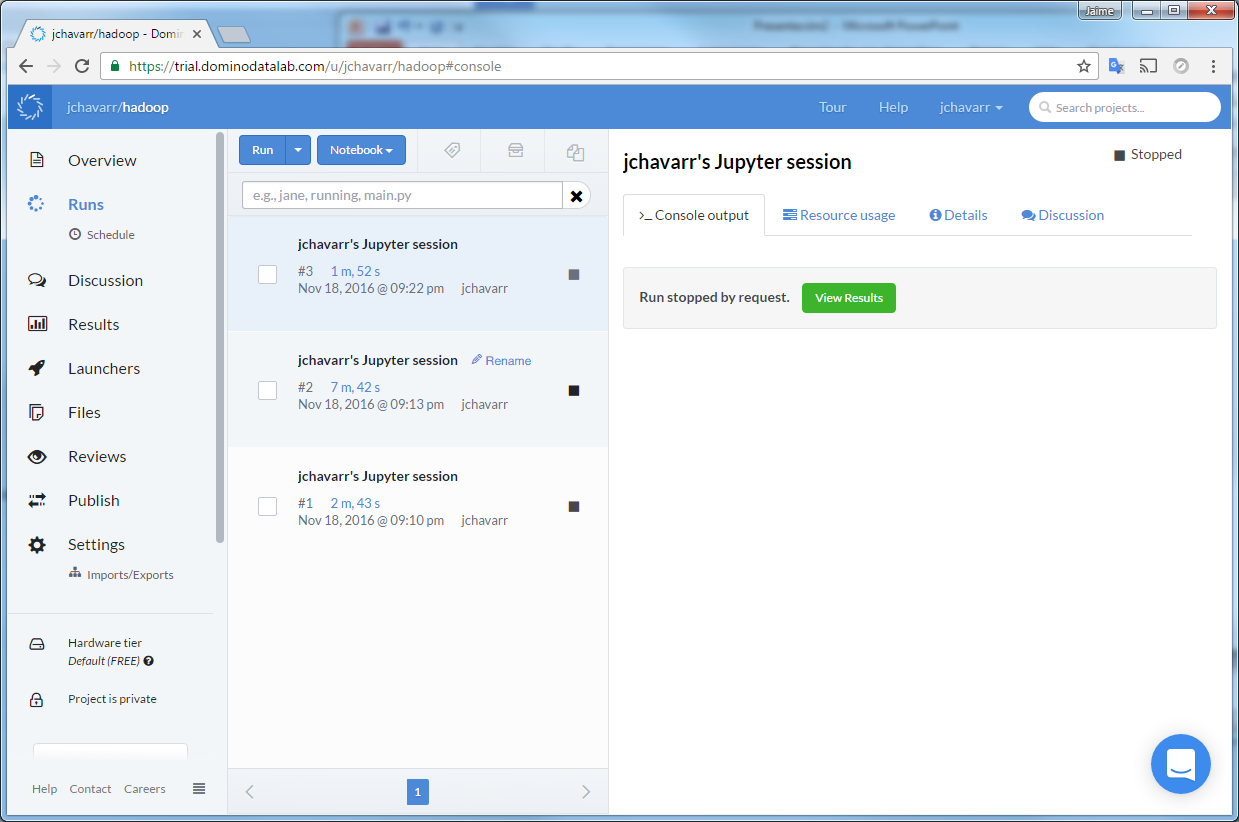 Presentación1 - Microsoft PowerPoint
Jaime
jchavarr/hadoop - Domin
https://trial.dominodatalab.com/u/jchavarr/hadoop#console
jchavarr/hadoop
Tour
Help
jchavarr
Search projects...
Overview
Runs
Schedule
Discussion
Results
Launchers
Files
Reviews
Publish
Settings
Imports/Exports
Hardware tier
Default (FREE)
Project is private
Help Contact Careers
Run
Notebook
e.g., jane, running, main.py
jchavarr's Jupyter session
#3 1 m, 52 s
Nov 18, 2016 @ 09:22 pm jchavarr
jchavarr's Jupyter session Rename
#2 7 m, 42 s
Nov 18, 2016 @ 09:13 pm jchavarr
jchavarr's Jupyter session
#1 2 m, 43 s
Nov 18, 2016 @ 09:10 pm jchavarr
1
jchavarr's Jupyter session
Stopped
>_ Console output
Resource usage
Details
Discussion
Run stopped by request. View Results